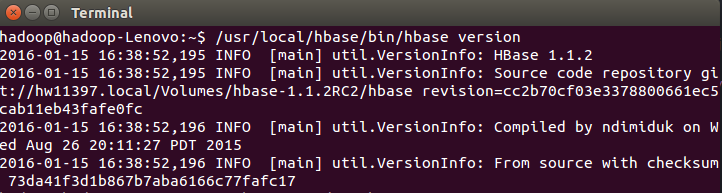 Terminal
hadoop@hadoop-Lenovo:~$ /usr/local/hbase/bin/hbase version
2016-01-15 16:38:52,195 INFO  [main] util.VersionInfo: HBase 1.1.2
2016-01-15 16:38:52,195 INFO  [main] util.VersionInfo: Source code repository gi
t://hw11397.local/Volumes/hbase-1.1.2RC2/hbase revision=cc2b70cf03e3378800661ec5
cab11eb43fafe0fc
2016-01-15 16:38:52,196 INFO  [main] util.VersionInfo: Compiled by ndimiduk on W
ed Aug 26 20:11:27 PDT 2015
2016-01-15 16:38:52,196 INFO  [main] util.VersionInfo: From source with checksum
 73da41f3d1b867b7aba6166c77fafc17